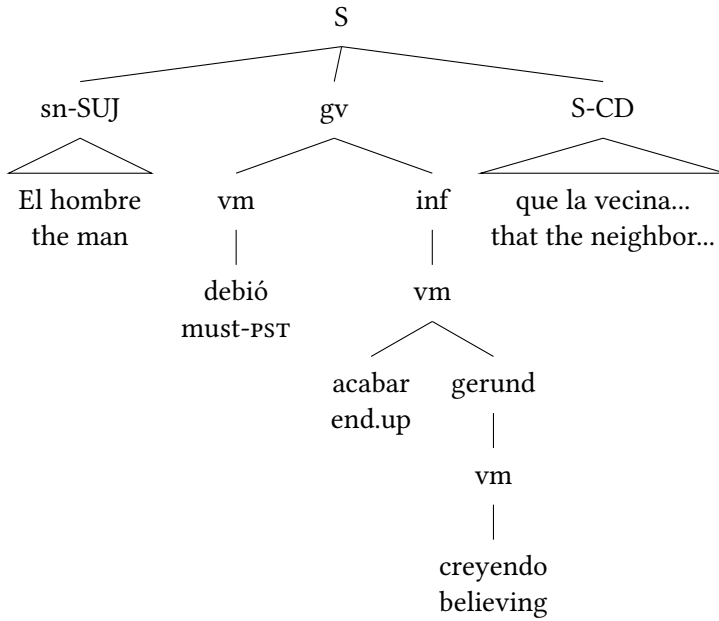 S
sn-SUJ gv S-CD
El hombre vm inf que la vecina...
the man that the neighbor...
debió vm
must-PST
acabar gerund
end.up
vm
creyendo
believing